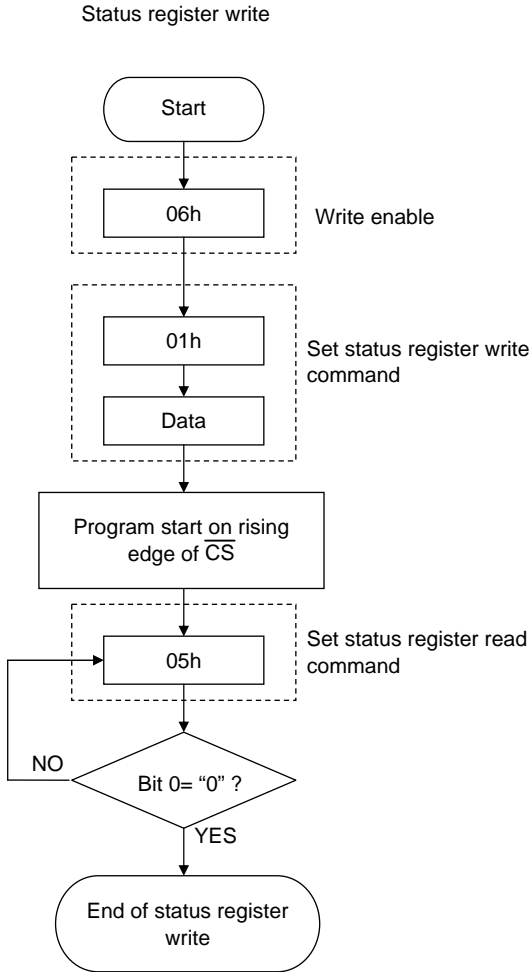 Status register write
Start
06h
Write enable
01h
Set status register write
command
Data
Program start on rising
edge of C̅S̅
05h
Set status register read
command
NO
Bit 0= “0” ?
YES
End of status register
write